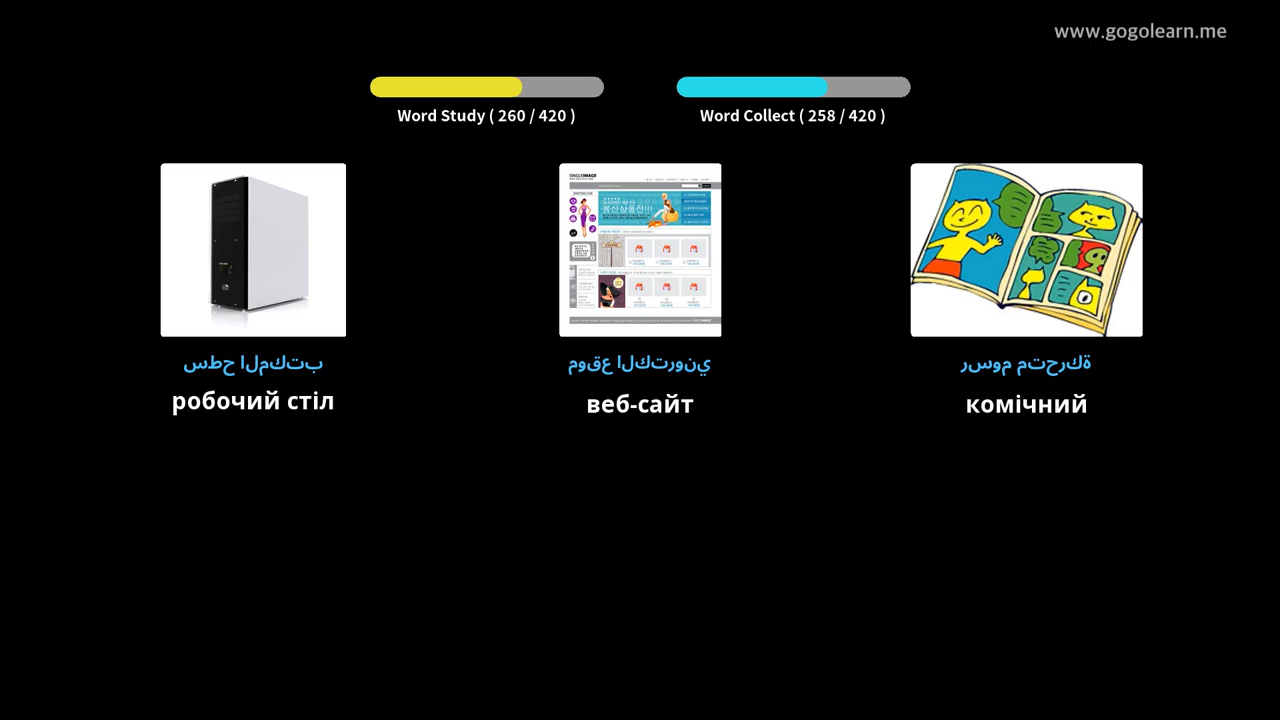 www.gogolearn.me
Word Study ( 260 / 420 )
Word Collect ( 258 / 420 )
سطح المكتب
موقع الكتروني
رسوم متحركة
робочий стіл
веб-сайт
комічний